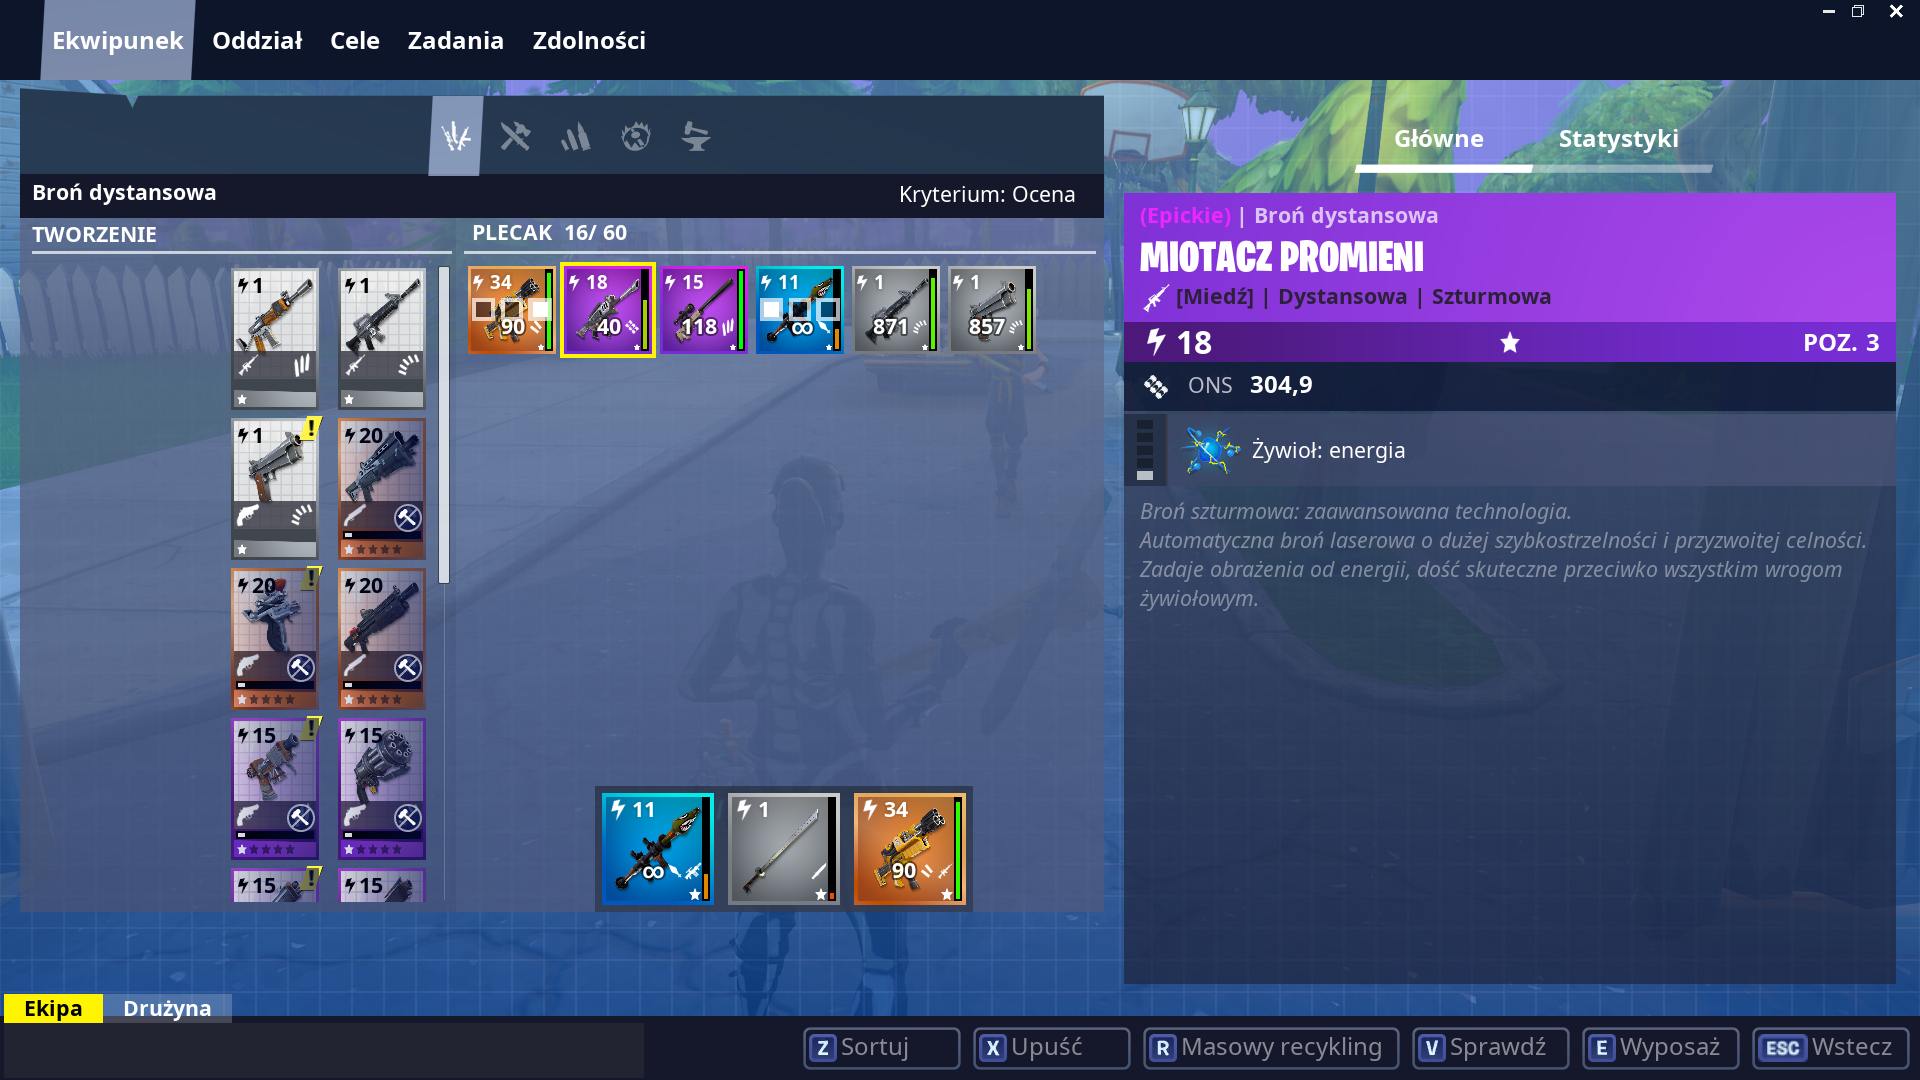 Ekwipunek Oddział Cele Zadania Zdolności
Broń dystansowa
Kryterium: Ocena
TWORZENIE
PLECAK 16/ 60
1
1
1
20
20
20
15
15
15
15
34
90
18
40
15
118
11
∞
1
871
1
857
11
∞
1
34
90
Główne Statystyki
(Epickie) | Broń dystansowa
MIOTACZ PROMIENI
[Miedź] | Dystansowa | Szturmowa
18
POZ. 3
ONS 304,9
Żywioł: energia
Broń szturmowa: zaawansowana technologia.
Automatyczna broń laserowa o dużej szybkostrzelności i przyzwoitej celności.
Zadaje obrażenia od energii, dość skuteczne przeciwko wszystkim wrogom
żywiołowym.
Ekipa Drużyna
Z Sortuj
X Upuść
R Masowy recykling
V Sprawdź
E Wyposaż
ESC Wstecz